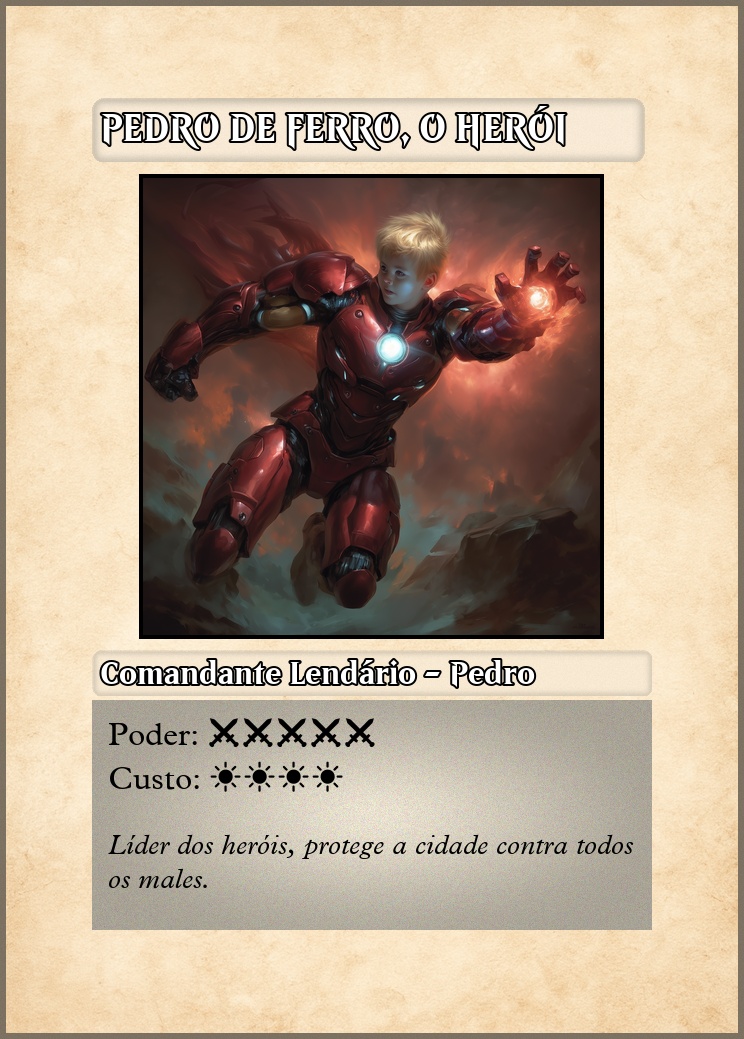 PEDRO DE FERRO, O HERÓI
Comandante Lendário – Pedro
Poder: ⚔⚔⚔⚔⚔
Custo: ☀☀☀☀
Líder dos heróis, protege a cidade contra todos
os males.